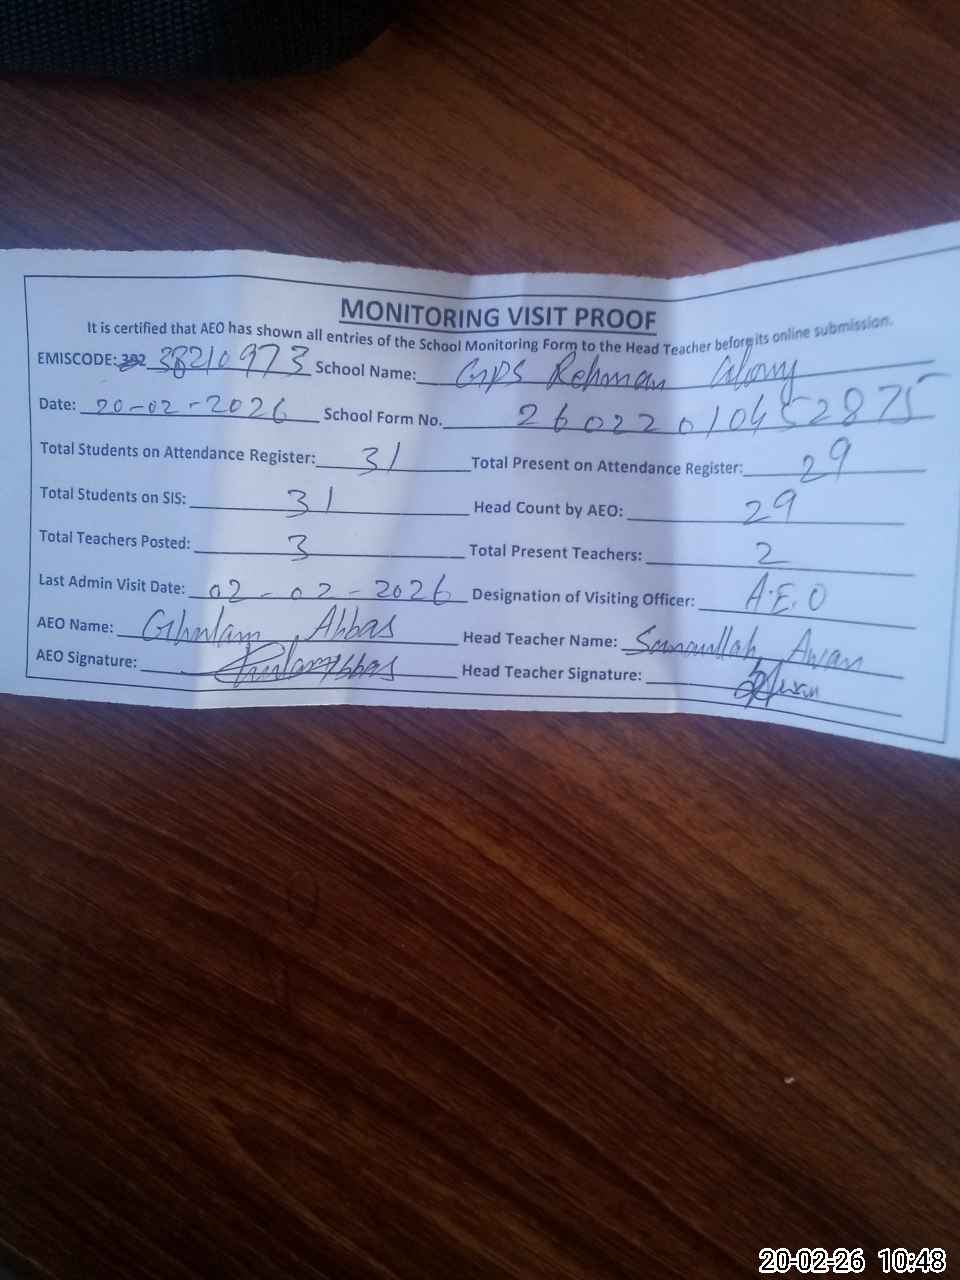 MONITORING VISIT PROOF
It is certified that AEO has shown all entries of the School Monitoring Form to the Head Teacher before its online submission.
EMISCODE: 392 38210973 School Name: GPS Rehman Colony
Date: 20-02-2026 School Form No. 26022010452875
Total Students on Attendance Register: 31 Total Present on Attendance Register: 29
Total Students on SIS: 31 Head Count by AEO: 29
Total Teachers Posted: 3 Total Present Teachers: 2
Last Admin Visit Date: 02-02-2026 Designation of Visiting Officer: A.E.O
AEO Name: Ghulam Abbas Head Teacher Name: Sanaullah Awan
AEO Signature: GhulamAbbas Head Teacher Signature:
20-02-26 10:48